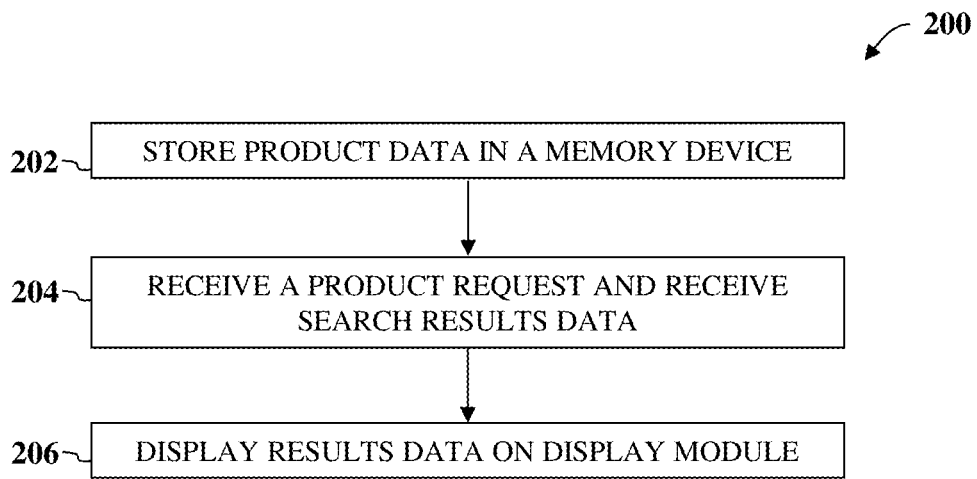 200
202
STORE PRODUCT DATA IN A MEMORY DEVICE
204
RECEIVE A PRODUCT REQUEST AND RECEIVE
SEARCH RESULTS DATA
206
DISPLAY RESULTS DATA ON DISPLAY MODULE